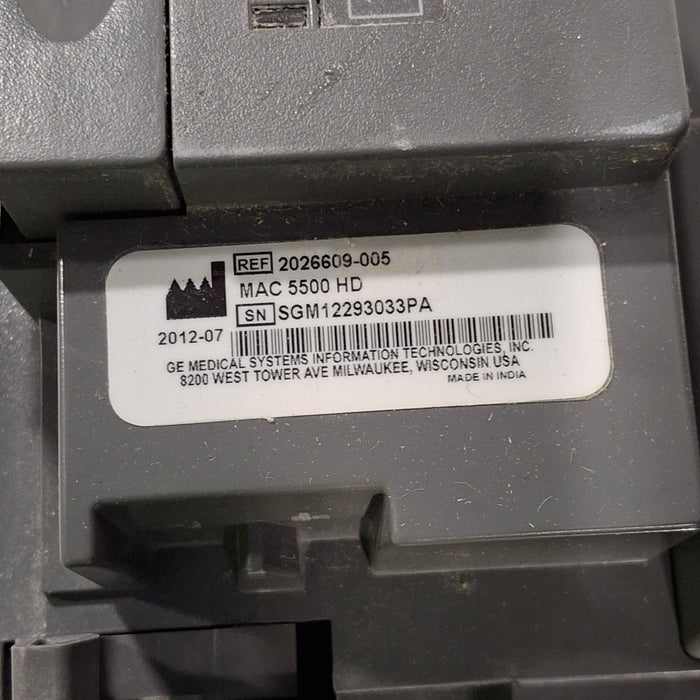 REF 2026609-005
MAC 5500 HD
SN SGM12293033PA
2012-07
GE MEDICAL SYSTEMS INFORMATION TECHNOLOGIES, INC.
8200 WEST TOWER AVE MILWAUKEE, WISCONSIN USA
MADE IN INDIA